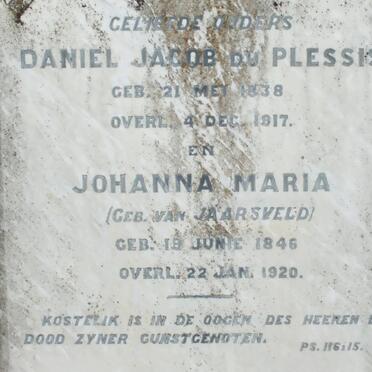 GELIEFDE OUDERS
DANIEL JACOB DU PLESSIS
GEB. 21 MEI 1838
OVERL. 4 DEC. 1917.
EN
JOHANNA MARIA
(GEB. VAN JAARSVELD)
GEB. 19 JUNIE 1846
OVERL. 22 JAN. 1920.
KOSTELIK IS IN DE OOGEN DES HEEREN
DOOD ZYNER GUNSTGENOTEN.
PS. 116:15.